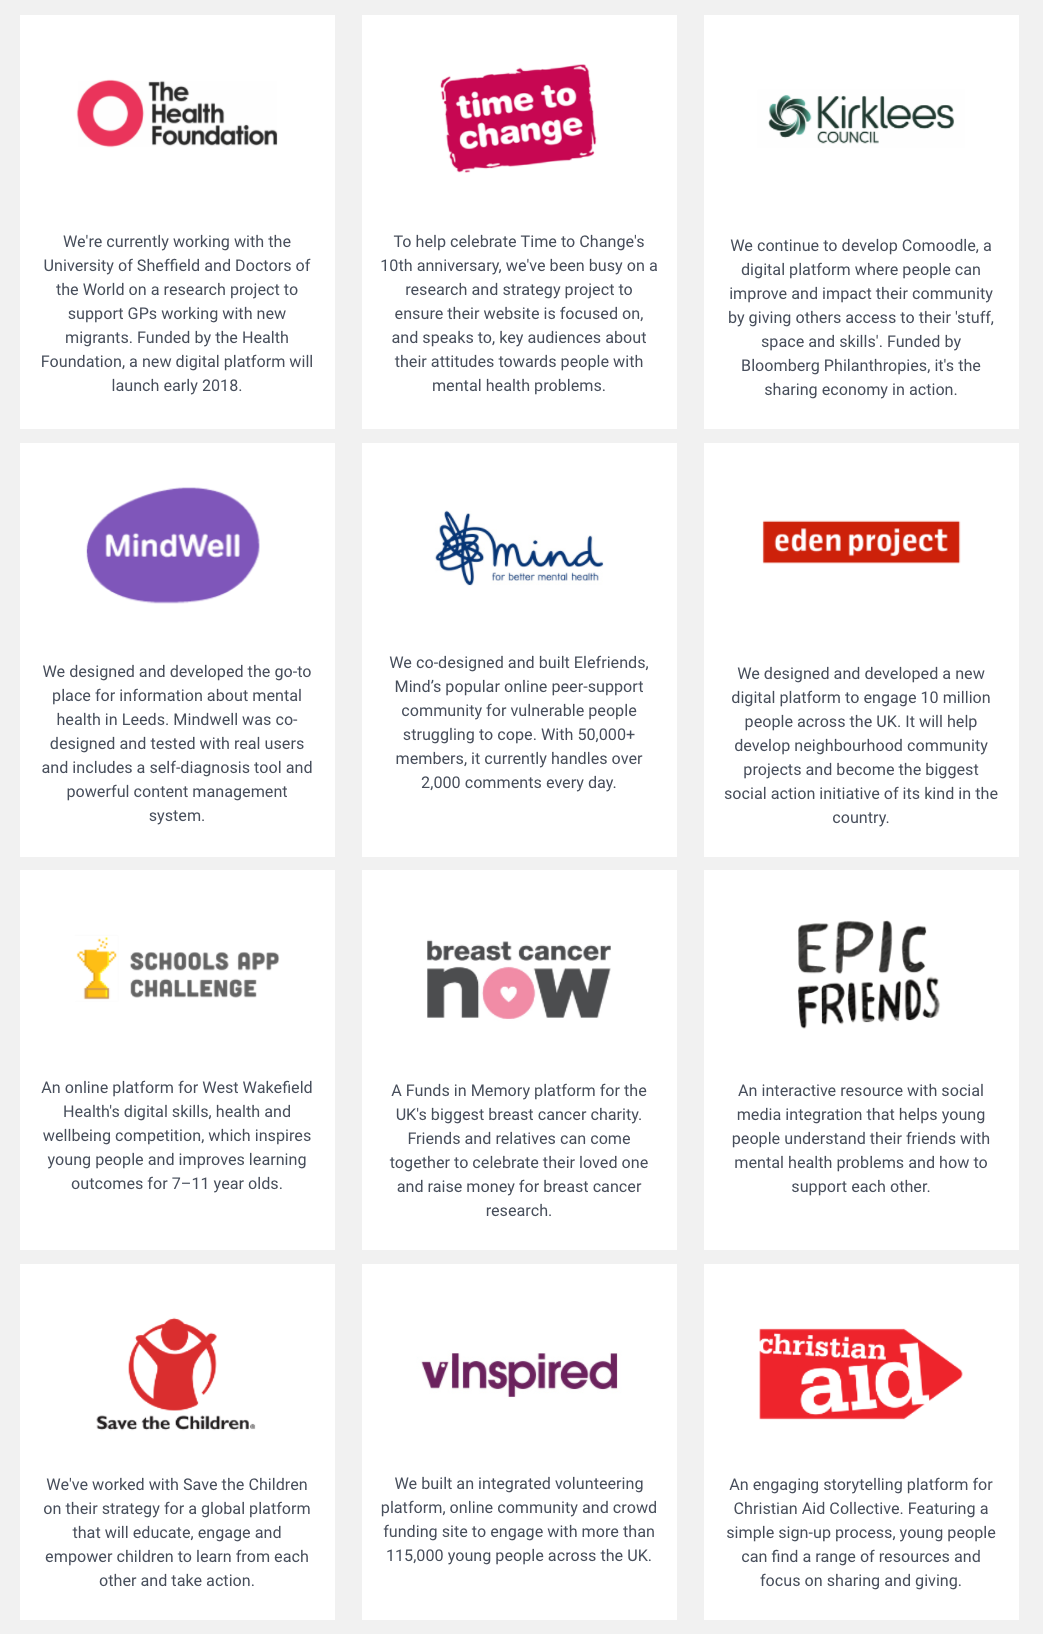 The
Health
Foundation
We're currently working with the
University of Sheffield and Doctors of
the World on a research project to
support GPs working with new
migrants. Funded by the Health
Foundation, a new digital platform will
launch early 2018.
time to
change
To help celebrate Time to Change's
10th anniversary, we've been busy on a
research and strategy project to
ensure their website is focused on,
and speaks to, key audiences about
their attitudes towards people with
mental health problems.
Kirklees
COUNCIL
We continue to develop Comoodle, a
digital platform where people can
improve and impact their community
by giving others access to their 'stuff,
space and skills'. Funded by
Bloomberg Philanthropies, it's the
sharing economy in action.
MindWell
We designed and developed the go-to
place for information about mental
health in Leeds. Mindwell was co-
designed and tested with real users
and includes a self-diagnosis tool and
powerful content management
system.
mind
for better mental health
We co-designed and built Elefriends,
Mind’s popular online peer-support
community for vulnerable people
struggling to cope. With 50,000+
members, it currently handles over
2,000 comments every day.
eden project
We designed and developed a new
digital platform to engage 10 million
people across the UK. It will help
develop neighbourhood community
projects and become the biggest
social action initiative of its kind in the
country.
SCHOOLS APP
CHALLENGE
An online platform for West Wakefield
Health's digital skills, health and
wellbeing competition, which inspires
young people and improves learning
outcomes for 7–11 year olds.
breast cancer
now
A Funds in Memory platform for the
UK's biggest breast cancer charity.
Friends and relatives can come
together to celebrate their loved one
and raise money for breast cancer
research.
EPIC
FRIENDS
An interactive resource with social
media integration that helps young
people understand their friends with
mental health problems and how to
support each other.
Save the Children®
We've worked with Save the Children
on their strategy for a global platform
that will educate, engage and
empower children to learn from each
other and take action.
vInspired
We built an integrated volunteering
platform, online community and crowd
funding site to engage with more than
115,000 young people across the UK.
christian
aid
An engaging storytelling platform for
Christian Aid Collective. Featuring a
simple sign-up process, young people
can find a range of resources and
focus on sharing and giving.